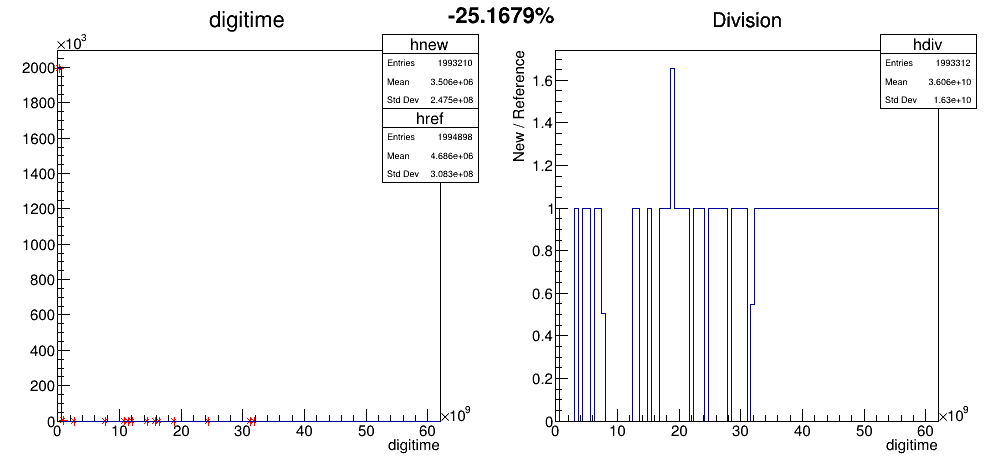 -25.1679%
digitime
×10³
hnew
Entries 1993210
Mean 3.506e+06
Std Dev 2.475e+08
href
Entries 1994898
Mean 4.686e+06
Std Dev 3.083e+08
2000
1800
1600
1400
1200
1000
800
600
400
200
0
0 10 20 30 40 50 60
×10⁹
digitime
Division
hdiv
Entries 1993312
Mean 3.606e+10
Std Dev 1.63e+10
New / Reference
1.6
1.4
1.2
1
0.8
0.6
0.4
0.2
0
0 10 20 30 40 50 60
×10⁹
digitime